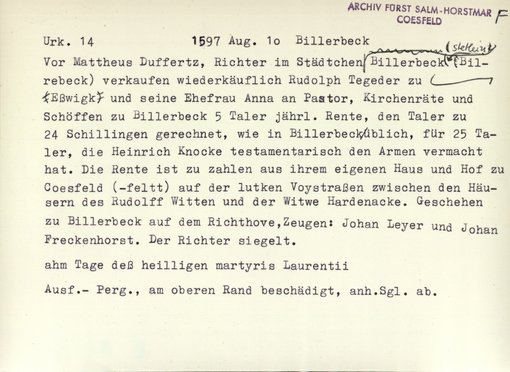 ARCHIV FÜRST SALM-HORSTMAR F
COESFELD
Urk. 14 1597 Aug. 1o Billerbeck
Vor Mattheus Duffertz, Richter im Städtchen Billerbeck (Bil-
rebeck) verkaufen wiederkäuflich Rudolph Tegeder zu
(Eßwigk) und seine Ehefrau Anna an Pastor, Kirchenräte und
Schöffen zu Billerbeck 5 Taler jährl. Rente, den Taler zu
24 Schillingen gerechnet, wie in Billerbeck üblich, für 25 Ta-
ler, die Heinrich Knocke testamentarisch den Armen vermacht
hat. Die Rente ist zu zahlen aus ihrem eigenen Haus und Hof zu
Coesfeld (-feltt) auf der lutken Voystraßen zwischen den Häu-
sern des Rudolff Witten und der Witwe Hardenacke. Geschehen
zu Billerbeck auf dem Richthove, Zeugen: Johan Leyer und Johan
Freckenhorst. Der Richter siegelt.
ahm Tage deß heilligen martyris Laurentii
Ausf.- Perg., am oberen Rand beschädigt, anh.Sgl. ab.